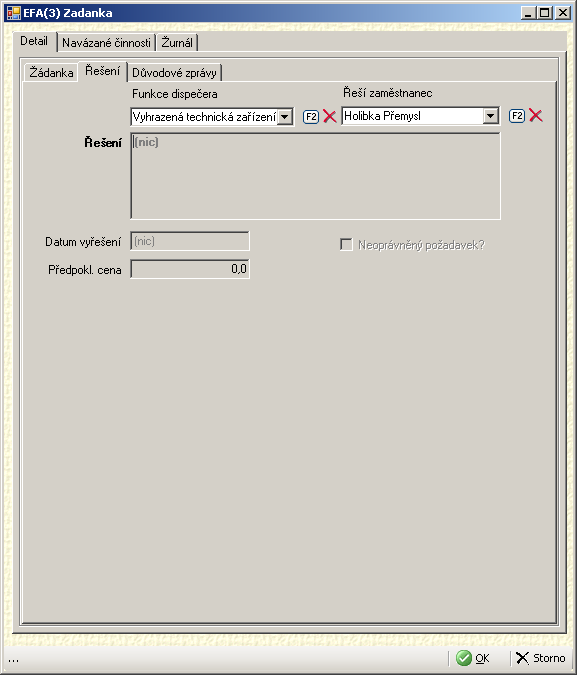 EFA(3) Zadanka
Detail Navázané činnosti Žurnál
Žádanka Řešení Důvodové zprávy
Funkce dispečera Řeší zaměstnanec
Vyhrazená technická zařízení F2 Holibka Přemysl F2
Řešení (nic)
Datum vyřešení (nic) Neoprávněný požadavek?
Předpokl. cena 0,0
... OK Storno